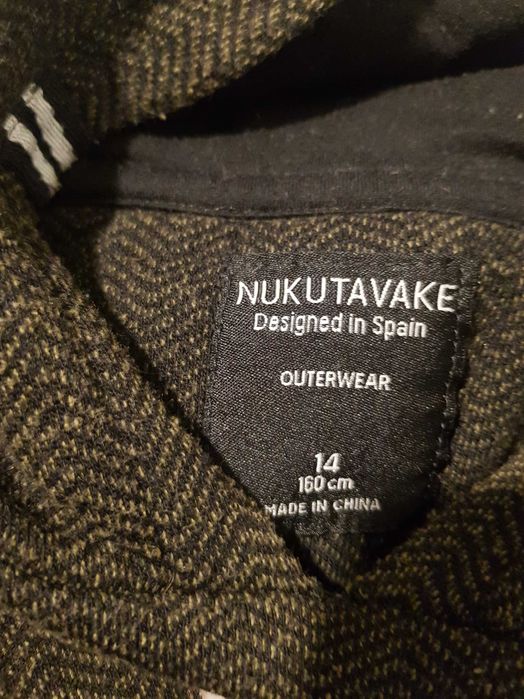 NUKUTAVAKE
Designed in Spain
OUTERWEAR
14
160 cm
MADE IN CHINA